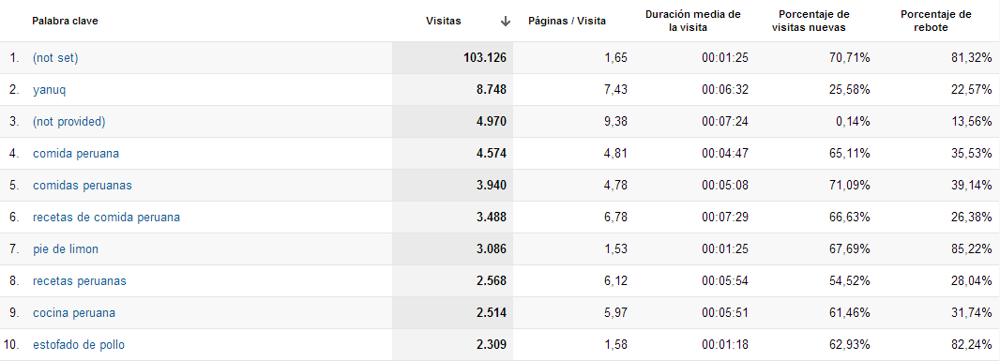 Palabra clave Visitas Páginas / Visita Duración media de la visita Porcentaje de visitas nuevas Porcentaje de rebote
1. (not set) 103.126 1,65 00:01:25 70,71% 81,32%
2. yanuq 8.748 7,43 00:06:32 25,58% 22,57%
3. (not provided) 4.970 9,38 00:07:24 0,14% 13,56%
4. comida peruana 4.574 4,81 00:04:47 65,11% 35,53%
5. comidas peruanas 3.940 4,78 00:05:08 71,09% 39,14%
6. recetas de comida peruana 3.488 6,78 00:07:29 66,63% 26,38%
7. pie de limon 3.086 1,53 00:01:25 67,69% 85,22%
8. recetas peruanas 2.568 6,12 00:05:54 54,52% 28,04%
9. cocina peruana 2.514 5,97 00:05:51 61,46% 31,74%
10. estofado de pollo 2.309 1,58 00:01:18 62,93% 82,24%